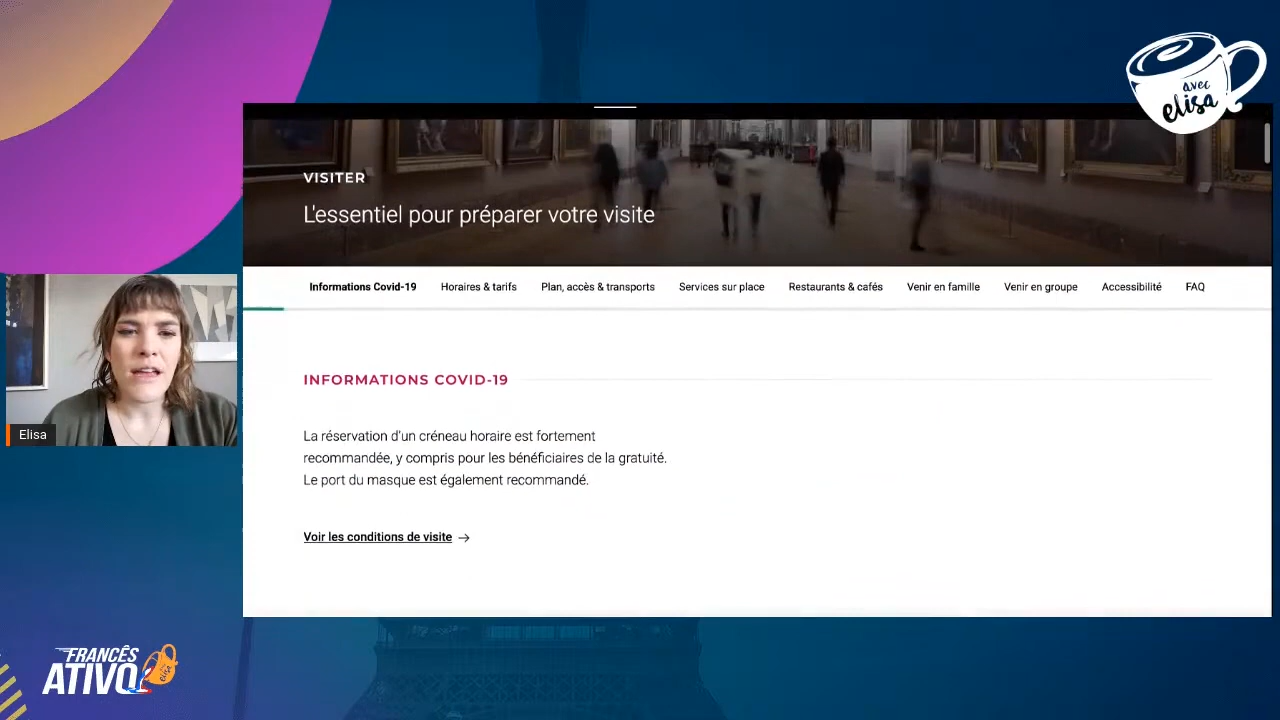 avec
elisa
VISITER
L'essentiel pour préparer votre visite
Informations Covid-19 Horaires & tarifs Plan, accès & transports Services sur place Restaurants & cafés Venir en famille Venir en groupe Accessibilité FAQ
INFORMATIONS COVID-19
La réservation d'un créneau horaire est fortement
recommandée, y compris pour les bénéficiaires de la gratuité.
Le port du masque est également recommandé.
Voir les conditions de visite →
Elisa
FRANCÊS
ATIVO
elisa